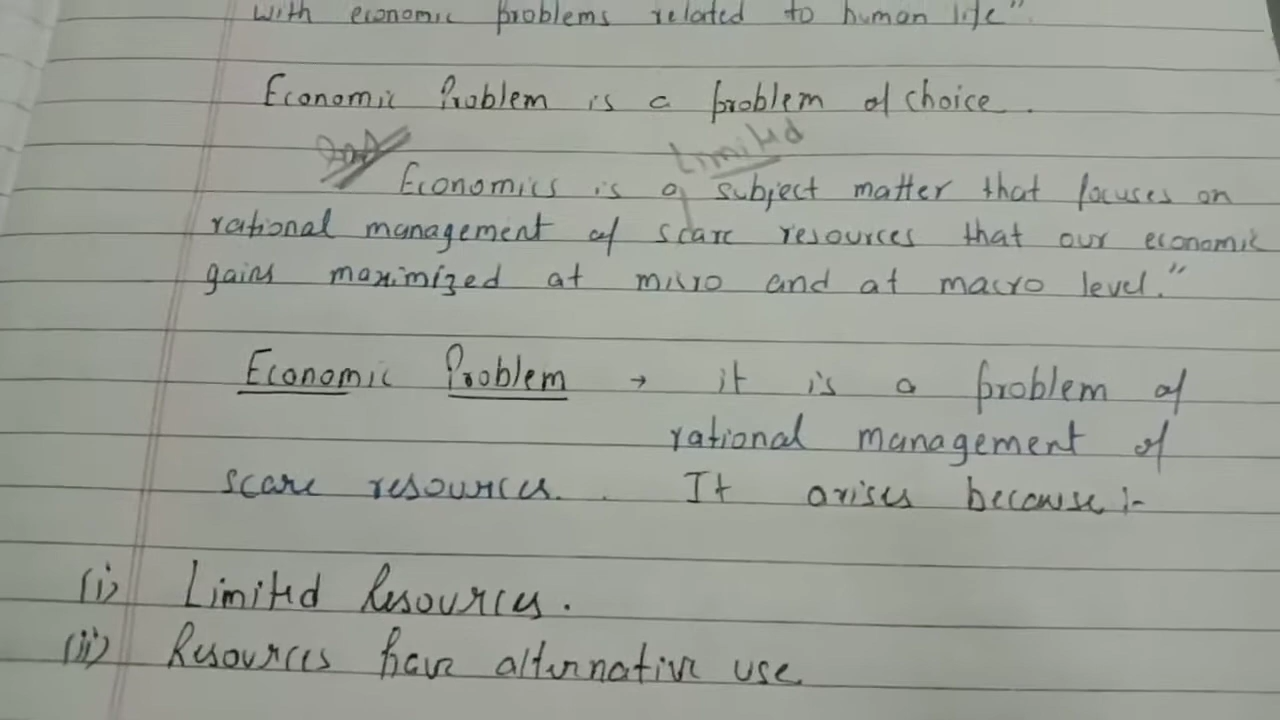 with economic problems related to human life"
Economic Problem is a problem of choice.
Limited
Economics is a subject matter that focuses on
rational management of scare resources that our economic
gains maximized at micro and at macro level."
Economic Problem → it is a problem of
rational management of
scare resources. It arises because :-
(i) Limited Resources.
(ii) Resources have alternative use